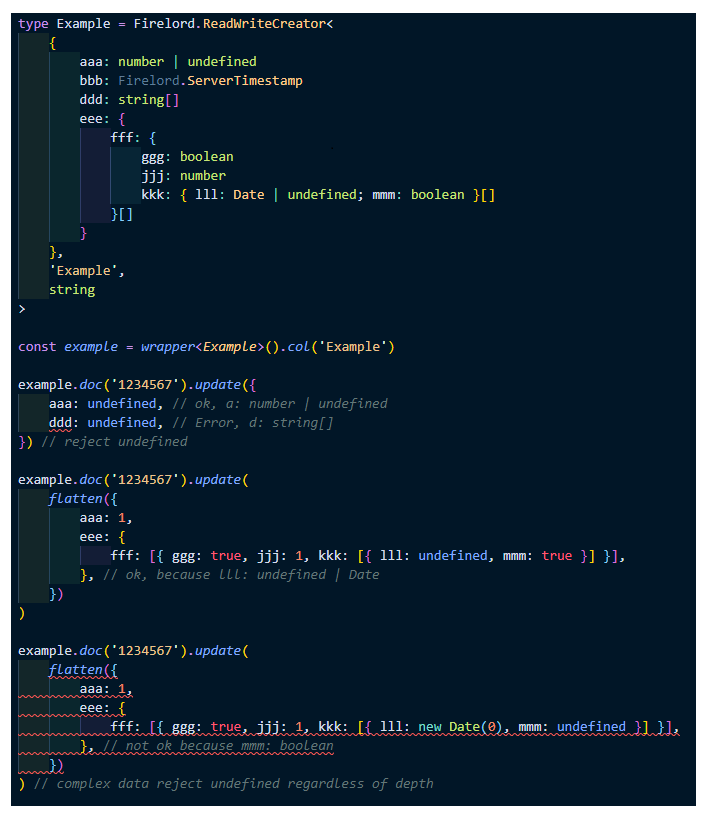 type Example = Firelord.ReadWriteCreator<
    {
        aaa: number | undefined
        bbb: Firelord.ServerTimestamp
        ddd: string[]
        eee: {
            fff: {
                ggg: boolean
                jjj: number
                kkk: { lll: Date | undefined; mmm: boolean }[]
            }[]
        }
    },
    'Example',
    string
>
const example = wrapper<Example>().col('Example')
example.doc('1234567').update({
    aaa: undefined, // ok, a: number | undefined
    ddd: undefined, // Error, d: string[]
}) // reject undefined
example.doc('1234567').update(
    flatten({
        aaa: 1,
        eee: {
            fff: [{ ggg: true, jjj: 1, kkk: [{ lll: undefined, mmm: true }] }],
        }, // ok, because lll: undefined | Date
    })
)
example.doc('1234567').update(
    flatten({
        aaa: 1,
        eee: {
            fff: [{ ggg: true, jjj: 1, kkk: [{ lll: new Date(0), mmm: undefined }] }],
        }, // not ok because mmm: boolean
    })
) // complex data reject undefined regardless of depth